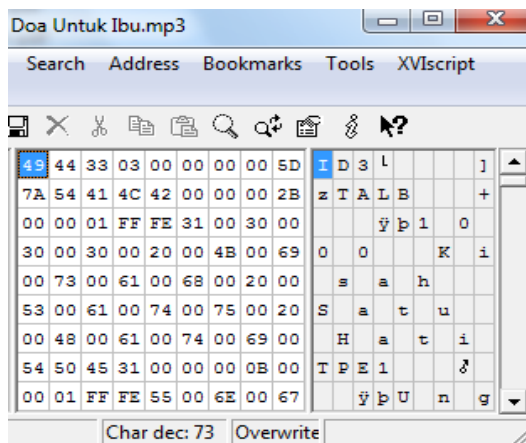 Doa Untuk Ibu.mp3
Search Address Bookmarks Tools XVIscript
49 44 33 03 00 00 00 00 5D I D 3 └ ]
7A 54 41 4C 42 00 00 00 2B z T A L B +
00 00 01 FF FE 31 00 30 00 ÿ þ 1 0
30 00 30 00 20 00 4B 00 69 0 0 K i
00 73 00 61 00 68 00 20 00 s a h
53 00 61 00 74 00 75 00 20 S a t u
00 48 00 61 00 74 00 69 00 H a t i
54 50 45 31 00 00 00 0B 00 T P E 1 ♂
00 01 FF FE 55 00 6E 00 67 ÿ þ U n g
Char dec: 73 Overwrite